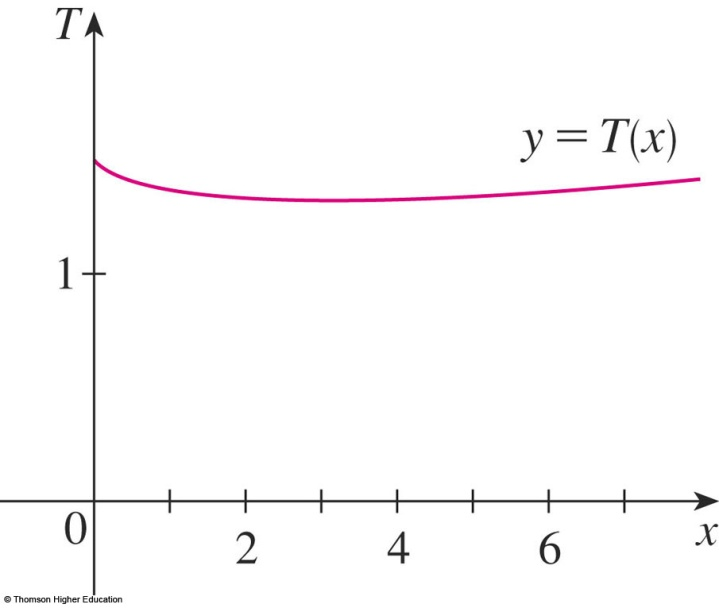 T
y = T(x)
1
0
2 4 6 x
© Thomson Higher Education